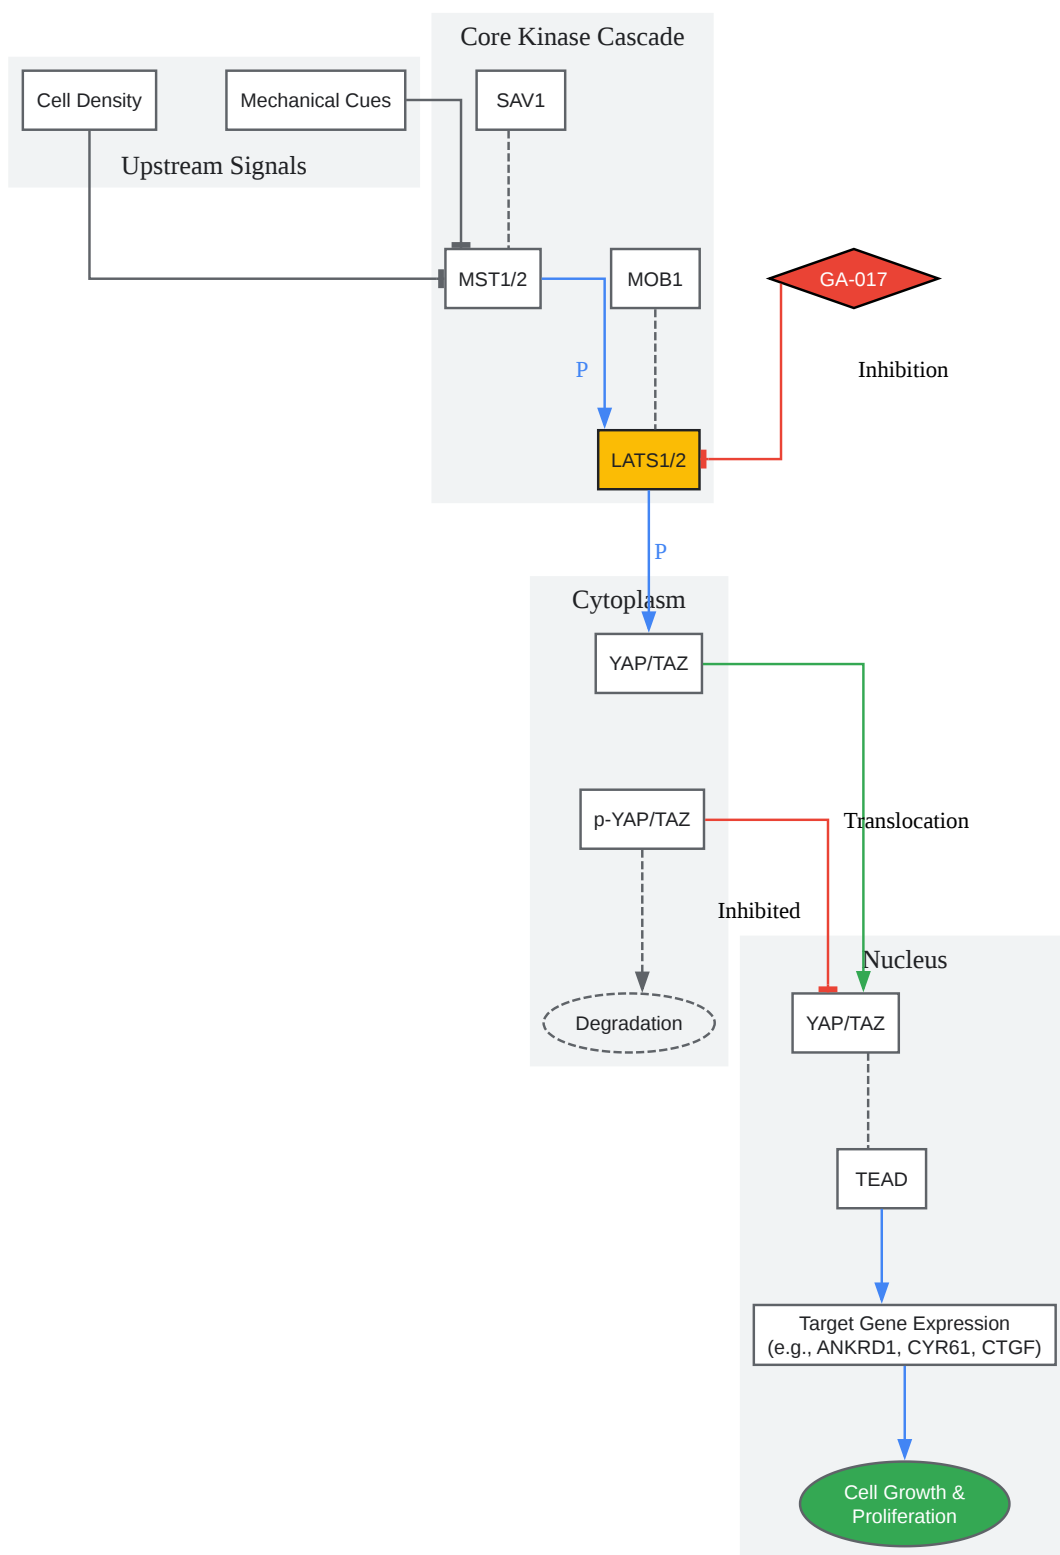 Core Kinase Cascade
Cell Density
Mechanical Cues
SAV1
Upstream Signals
MST1/2
MOB1
GA-017
P
Inhibition
LATS1/2
P
Cytoplasm
YAP/TAZ
p-YAP/TAZ
Translocation
Inhibited
Nucleus
Degradation
YAP/TAZ
TEAD
Target Gene Expression
(e.g., ANKRD1, CYR61, CTGF)
Cell Growth &
Proliferation